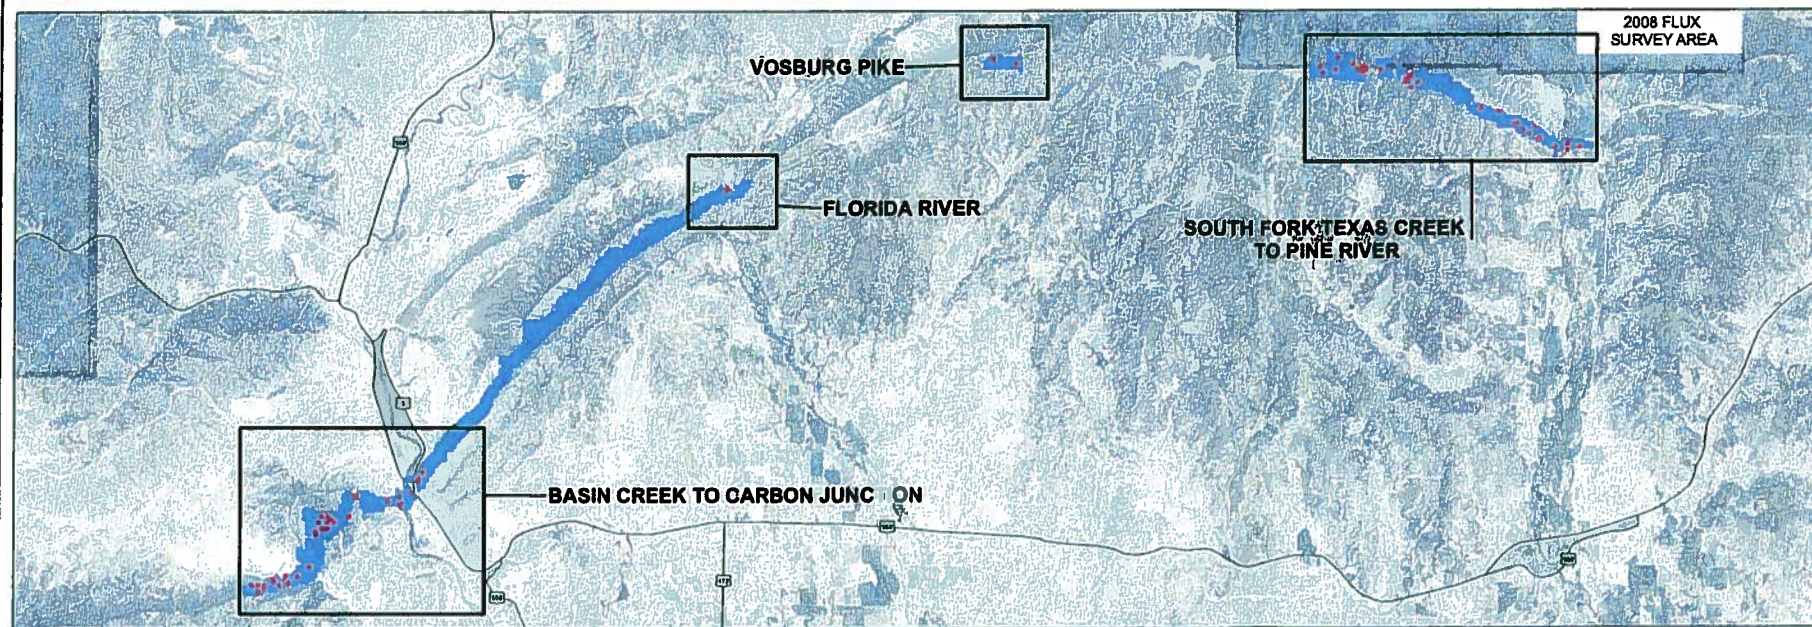 2008 FLUX
SURVEY AREA
VOSBURG PIKE
FLORIDA RIVER
SOUTH FORK TEXAS CREEK
TO PINE RIVER
BASIN CREEK TO CARBON JUNC ON